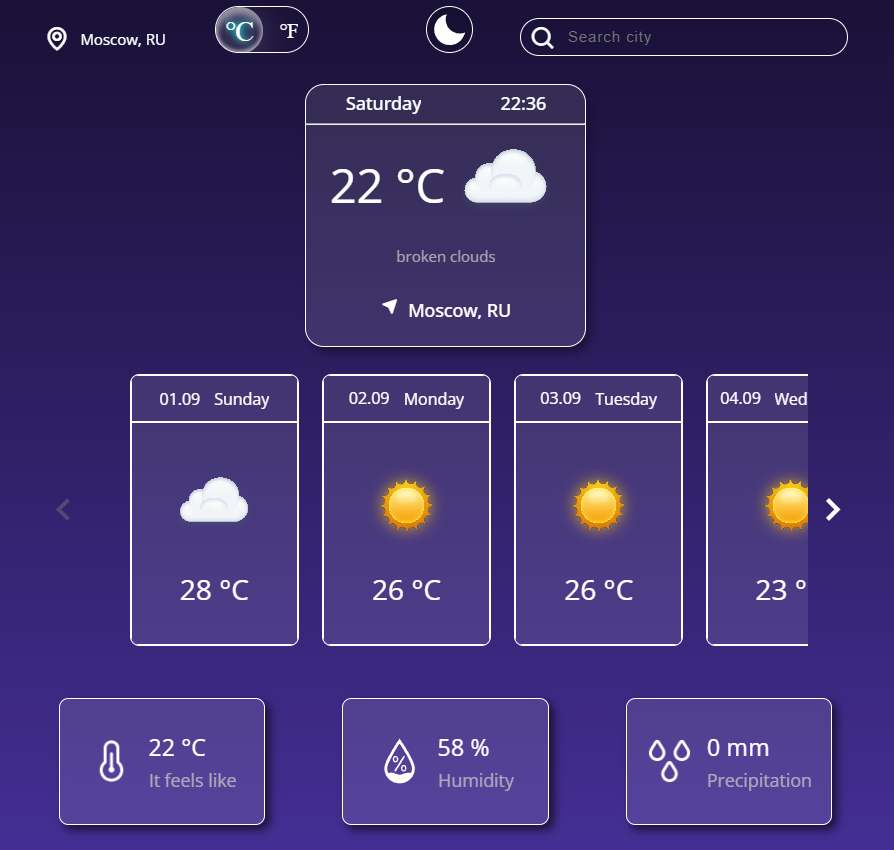 Moscow, RU
°C °F
Search city
Saturday 22:36
22 °C
broken clouds
Moscow, RU
01.09 Sunday
28 °C
02.09 Monday
26 °C
03.09 Tuesday
26 °C
04.09 Wed
23 °
22 °C
It feels like
%
58 %
Humidity
0 mm
Precipitation